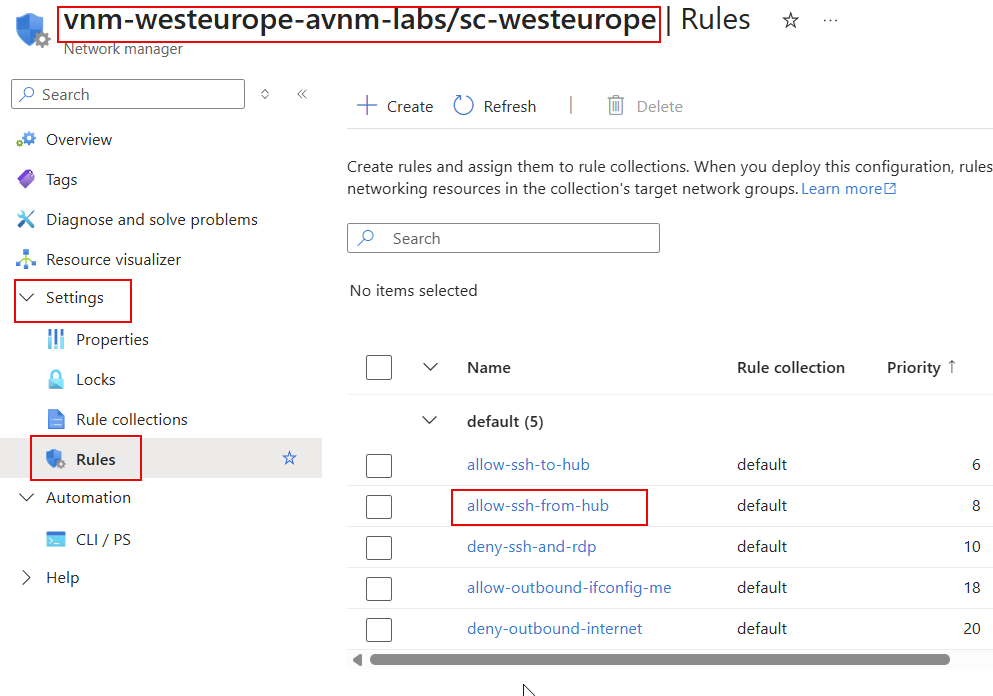 vnm-westeurope-avnm-labs/sc-westeurope | Rules
Network manager
Search
Create Refresh | Delete
Overview
Tags
Diagnose and solve problems
Resource visualizer
Settings
Properties
Locks
Rule collections
Rules
Automation
CLI / PS
Help
Create rules and assign them to rule collections. When you deploy this configuration, rules
networking resources in the collection's target network groups. Learn more
Search
No items selected
Name Rule collection Priority ↑
default (5)
allow-ssh-to-hub default 6
allow-ssh-from-hub default 8
deny-ssh-and-rdp default 10
allow-outbound-ifconfig-me default 18
deny-outbound-internet default 20